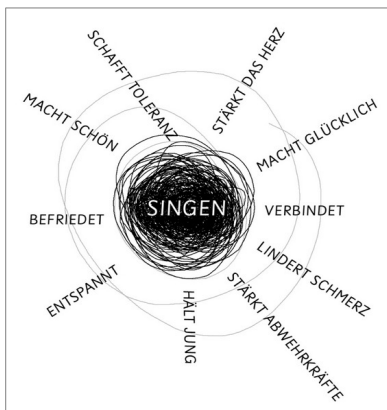 SCHAFFT TOLERANZ
STÄRKT DAS HERZ
MACHT SCHÖN
MACHT GLÜCKLICH
SINGEN
BEFRIEDET
VERBINDET
ENTSPANNT
LINDERT SCHMERZ
HÄLT JUNG
STÄRKT ABWEHRKRÄFTE